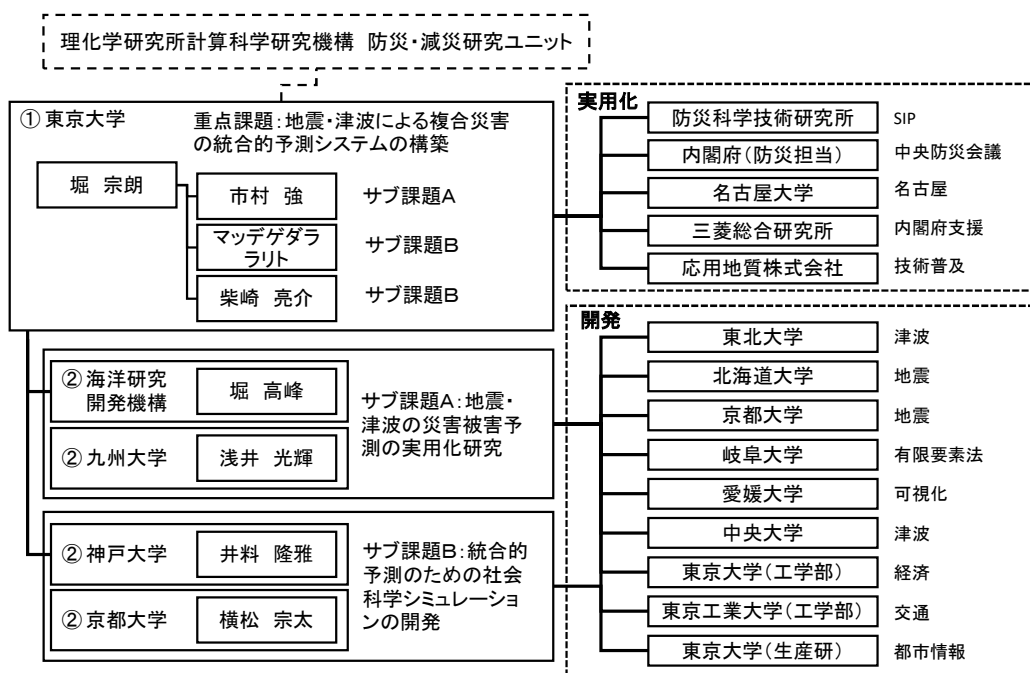 理化学研究所計算科学研究機構 防災・減災研究ユニット
① 東京大学
重点課題:地震・津波による複合災害
の統合的予測システムの構築
堀 宗朗
市村 強
サブ課題A
マッデゲダラ
ラリト
サブ課題B
柴崎 亮介
サブ課題B
② 海洋研究
開発機構
堀 高峰
② 九州大学
浅井 光輝
サブ課題A:地震・
津波の災害被害予
測の実用化研究
② 神戸大学
井料 隆雅
② 京都大学
横松 宗太
サブ課題B:統合的
予測のための社会
科学シミュレーショ
ンの開発
実用化
防災科学技術研究所 SIP
内閣府(防災担当) 中央防災会議
名古屋大学 名古屋
三菱総合研究所 内閣府支援
応用地質株式会社 技術普及
開発
東北大学 津波
北海道大学 地震
京都大学 地震
岐阜大学 有限要素法
愛媛大学 可視化
中央大学 津波
東京大学(工学部) 経済
東京工業大学(工学部) 交通
東京大学(生産研) 都市情報